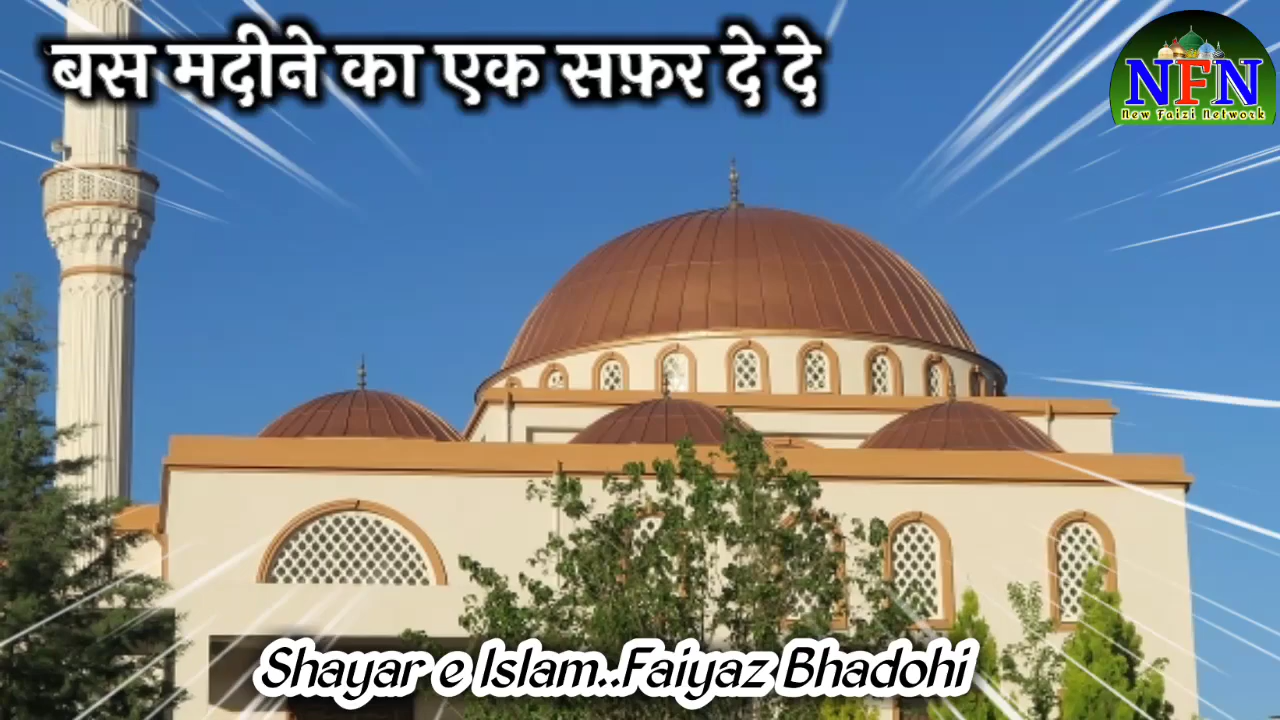 बस मदीने का एक सफ़र दे दे
NFN
New Faizi Network
Shayar e Islam..Faiyaz Bhadohi